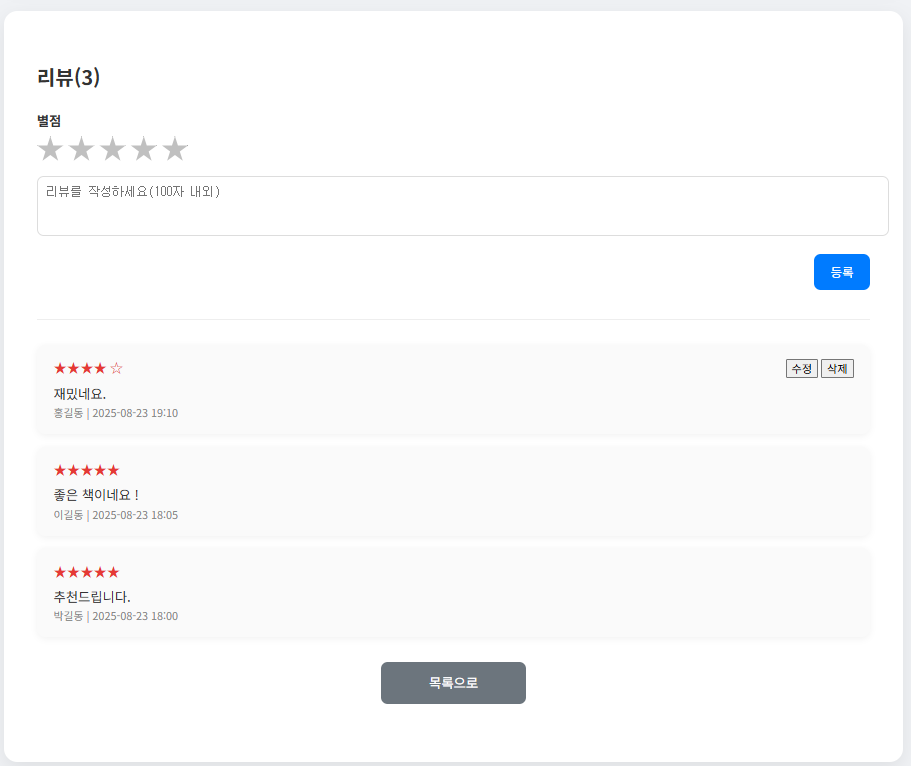 리뷰(3)
별점
★★★★★
리뷰를 작성하세요(100자 내외)
등록
★★★★☆
수정 삭제
재밌네요.
홍길동 | 2025-08-23 19:10
★★★★★
좋은 책이네요 !
이길동 | 2025-08-23 18:05
★★★★★
추천드립니다.
박길동 | 2025-08-23 18:00
목록으로